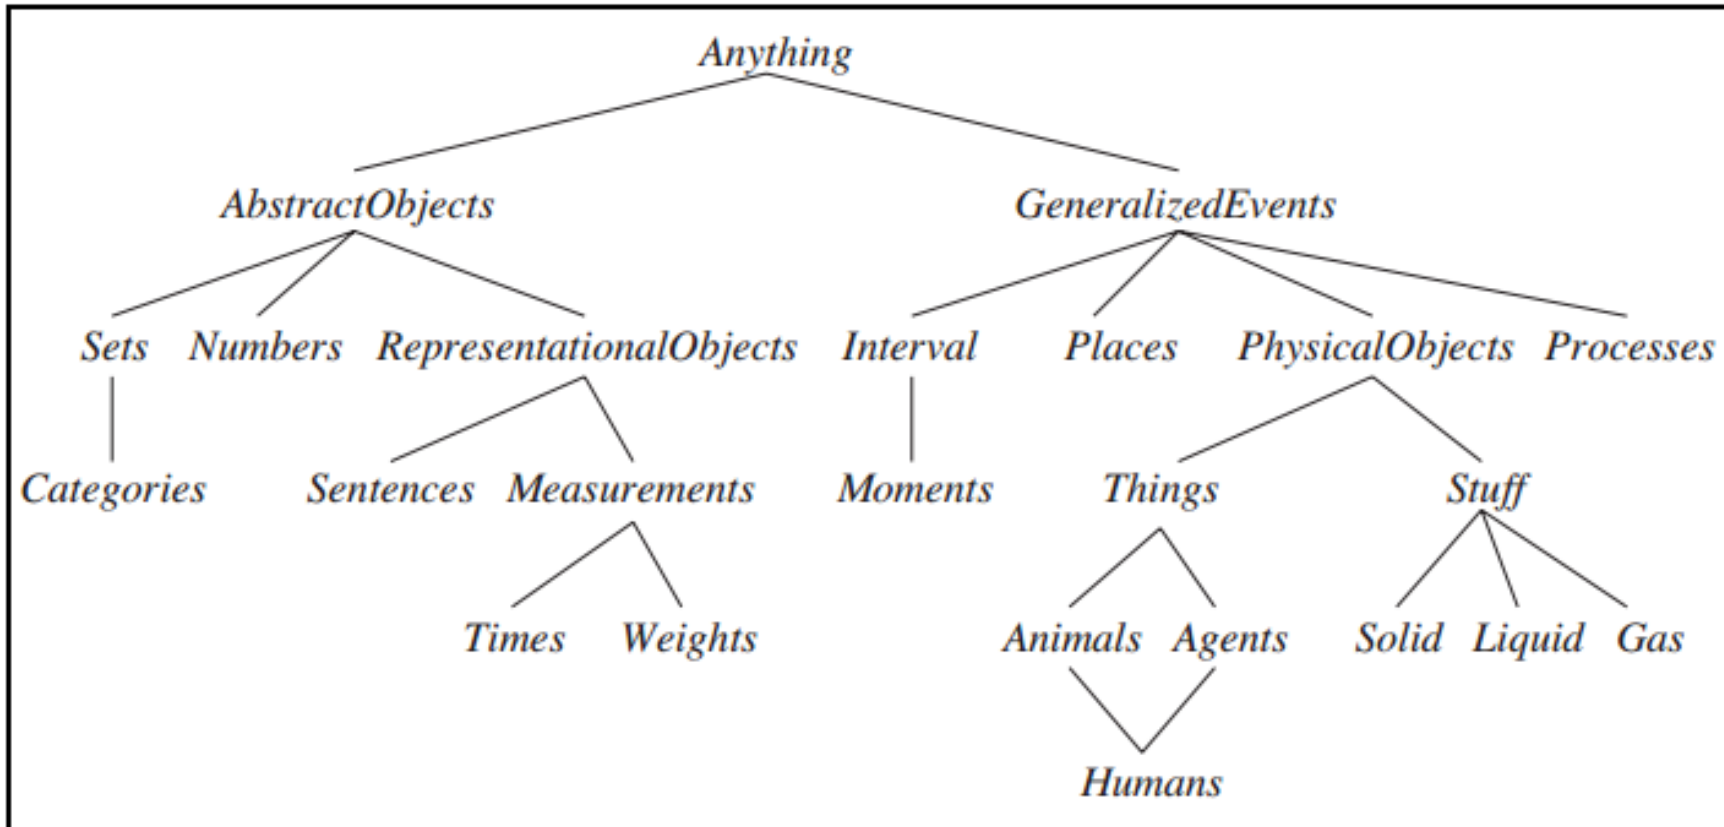 Anything
AbstractObjects GeneralizedEvents
Sets Numbers RepresentationalObjects Interval Places PhysicalObjects Processes
Categories Sentences Measurements Moments Things Stuff
Times Weights Animals Agents Solid Liquid Gas
Humans